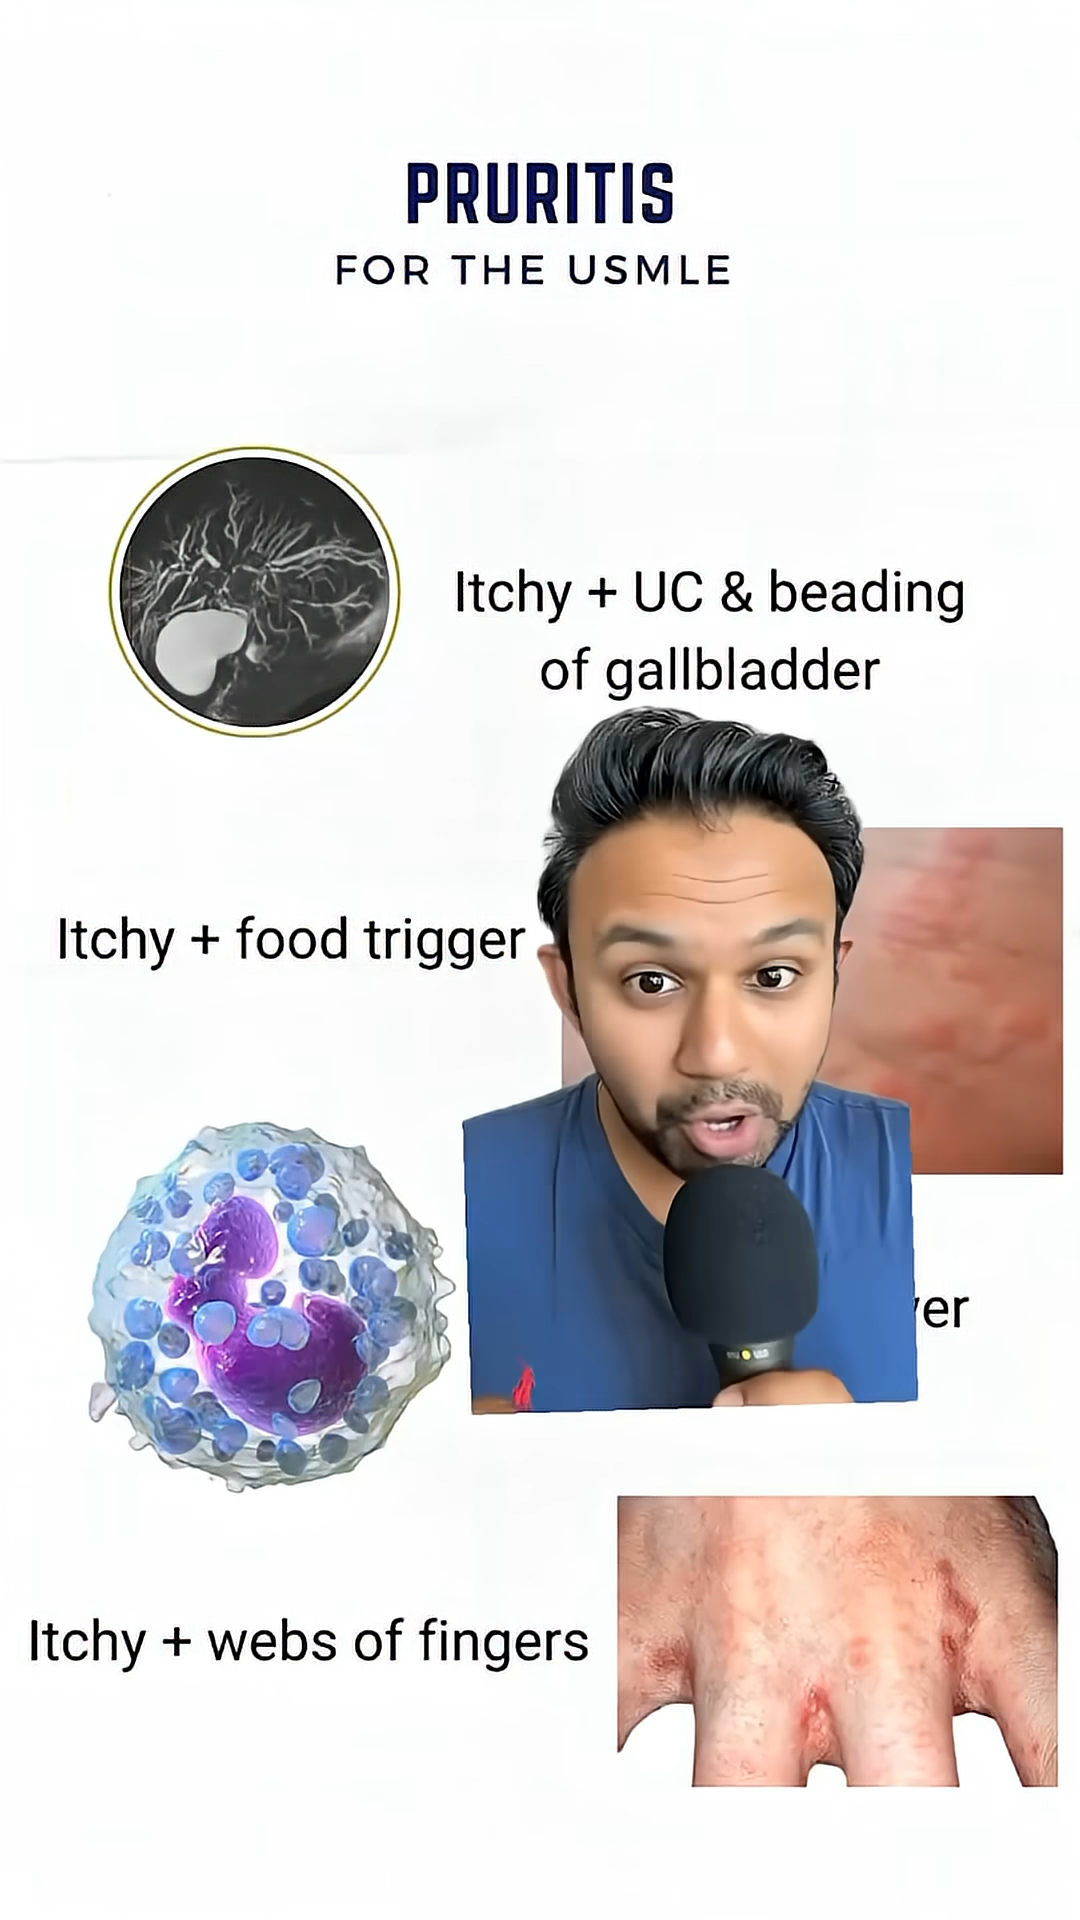 PRURITIS
FOR THE USMLE
Itchy + UC & beading
of gallbladder
Itchy + food trigger
Itchy + webs of fingers